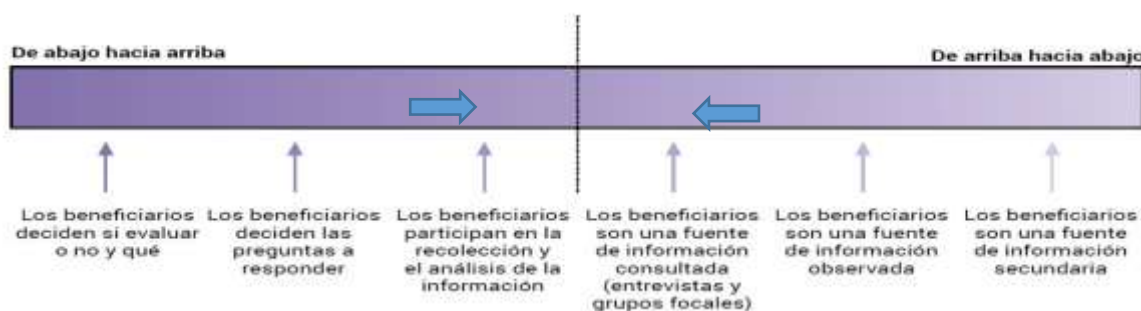 De abajo hacia arriba
De arriba hacia abajo
Los beneficiarios
deciden si evaluar
o no y qué
Los beneficiarios
deciden las
preguntas a
responder
Los beneficiarios
participan en la
recolección y
el análisis de la
información
Los beneficiarios
son una fuente
de información
consultada
(entrevistas y
grupos focales)
Los beneficiarios
son una fuente
de información
observada
Los beneficiarios
son una fuente
de información
secundaria